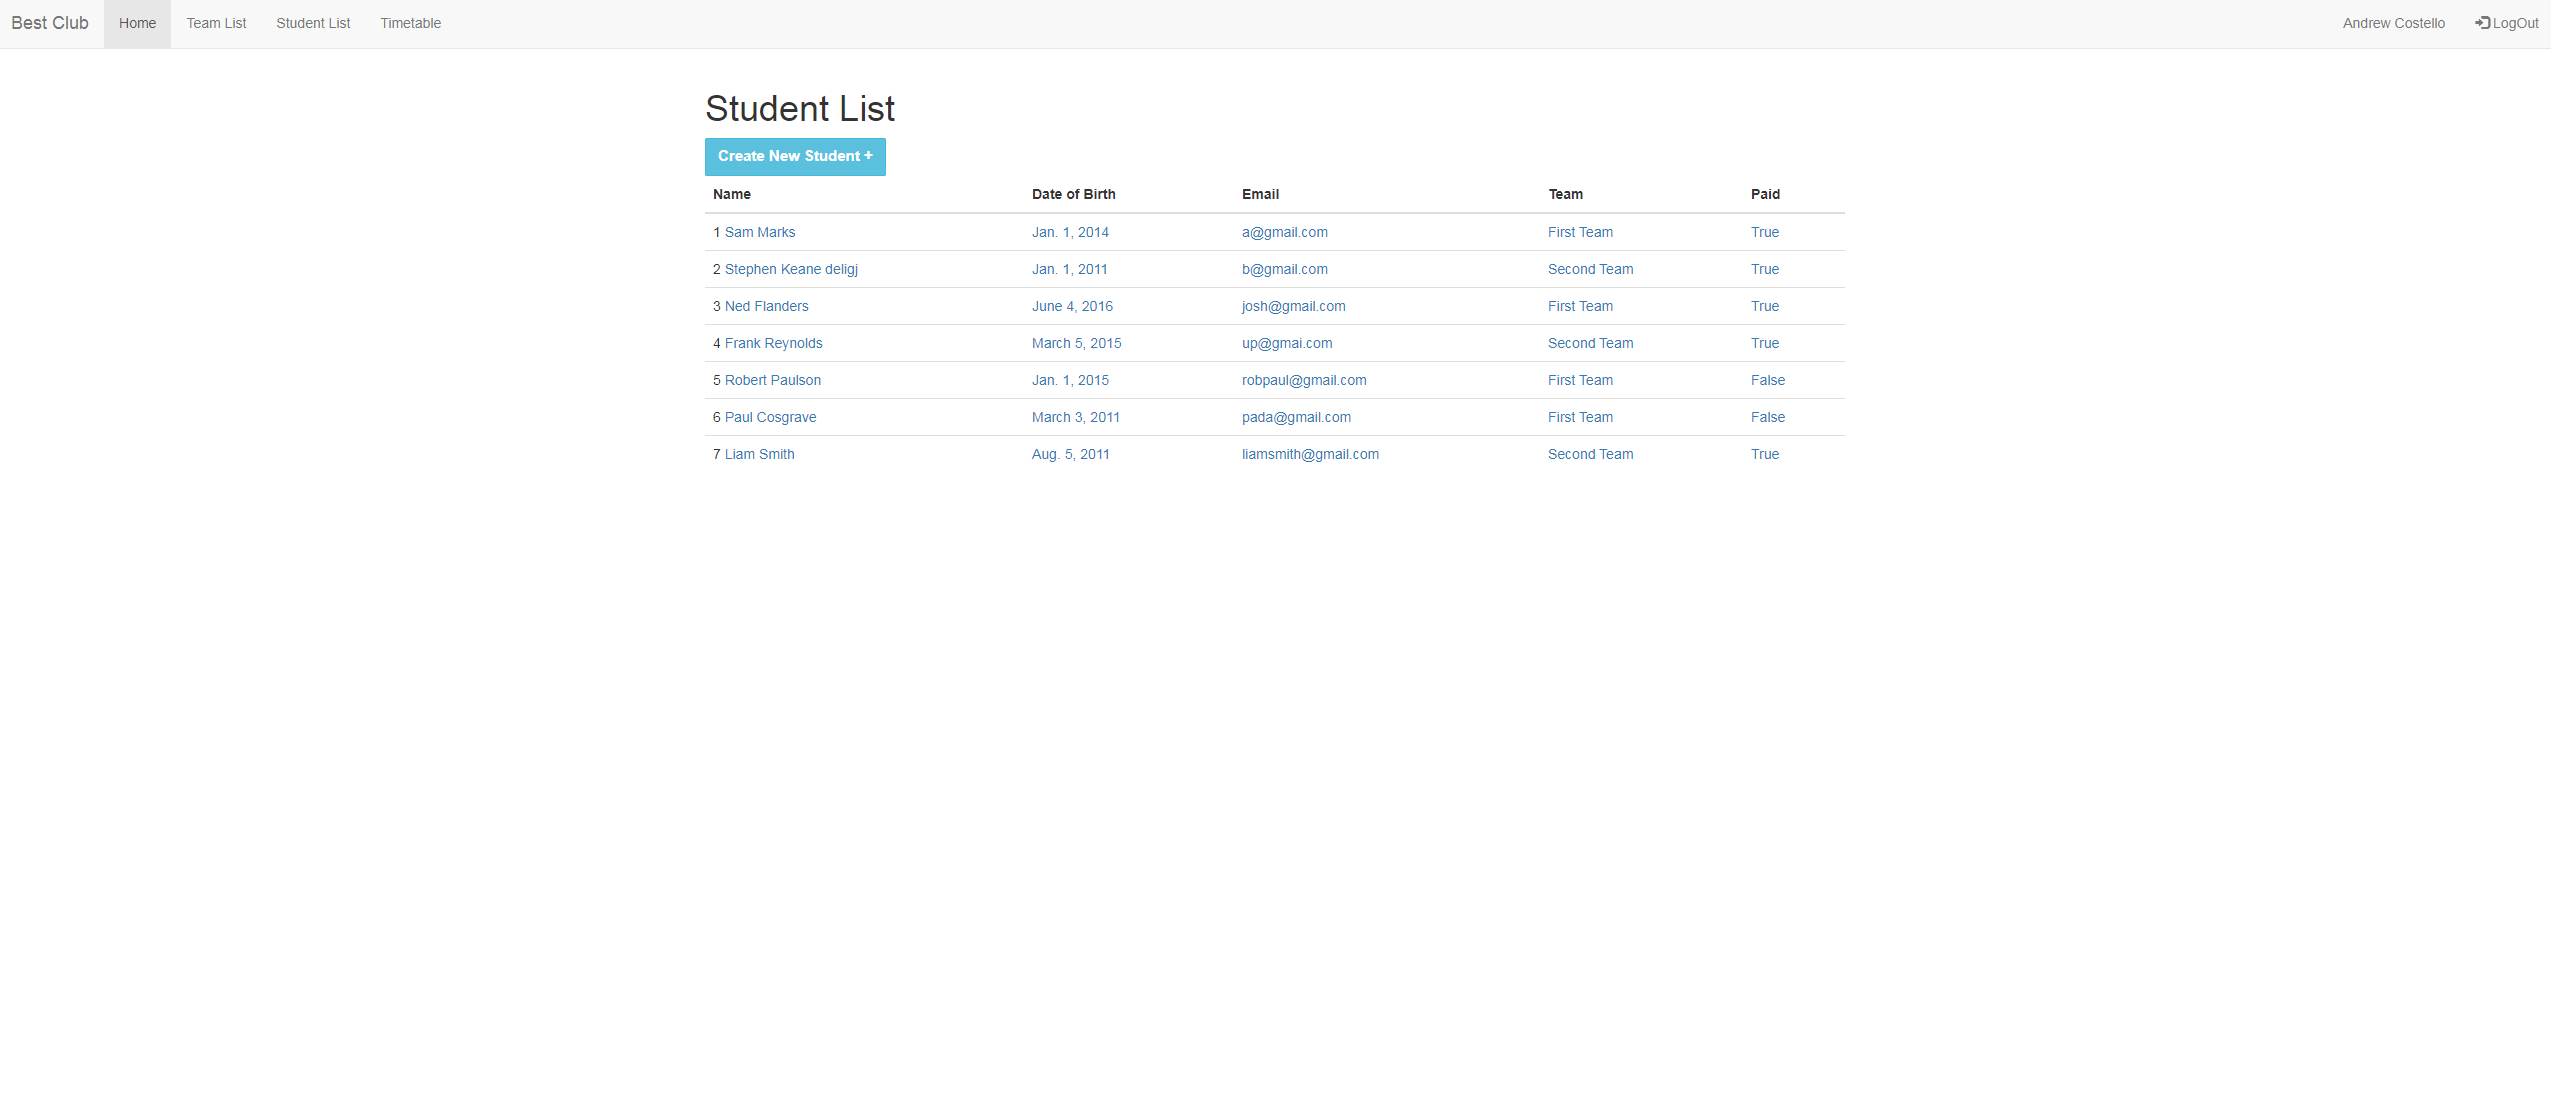 Best Club Home Team List Student List Timetable Andrew Costello LogOut
Student List
Create New Student +
Name Date of Birth Email Team Paid
1 Sam Marks Jan. 1, 2014 a@gmail.com First Team True
2 Stephen Keane deligj Jan. 1, 2011 b@gmail.com Second Team True
3 Ned Flanders June 4, 2016 josh@gmail.com First Team True
4 Frank Reynolds March 5, 2015 up@gmai.com Second Team True
5 Robert Paulson Jan. 1, 2015 robpaul@gmail.com First Team False
6 Paul Cosgrave March 3, 2011 pada@gmail.com First Team False
7 Liam Smith Aug. 5, 2011 liamsmith@gmail.com Second Team True